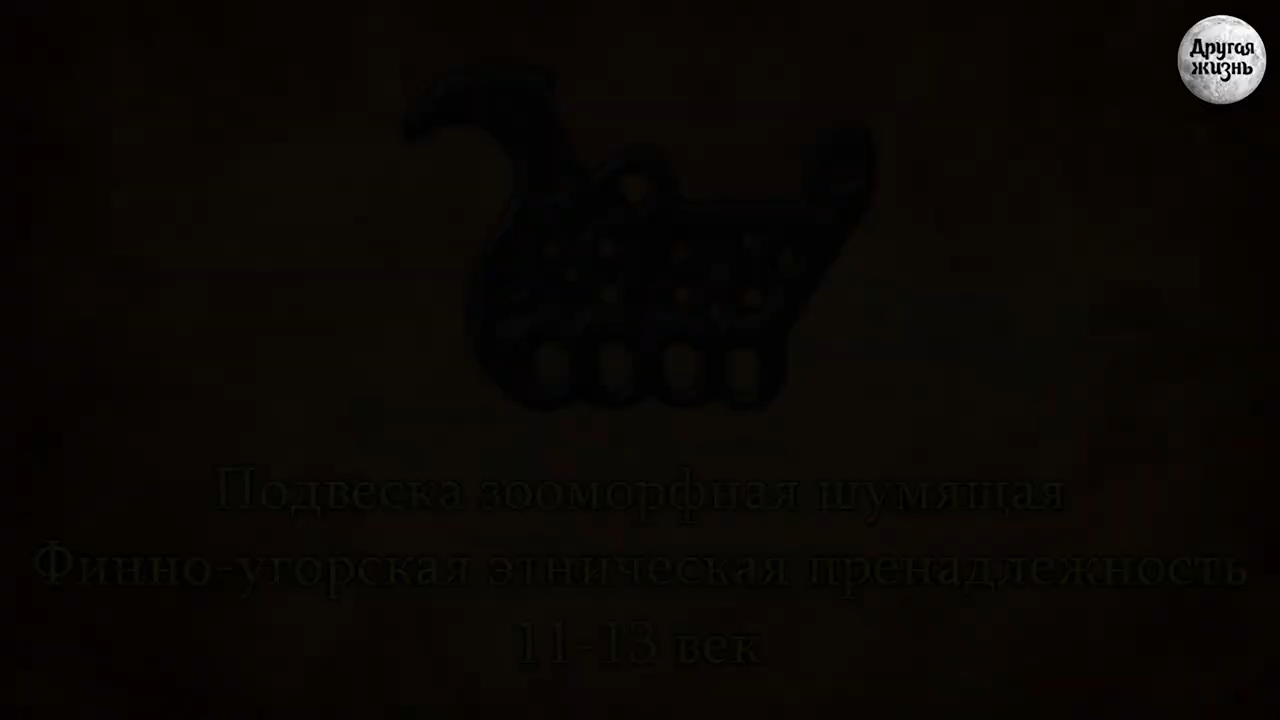 Другая
жизнь
Подвеска зооморфная шумящая
Финно-угорская этническая пренадлежность
11-13 век